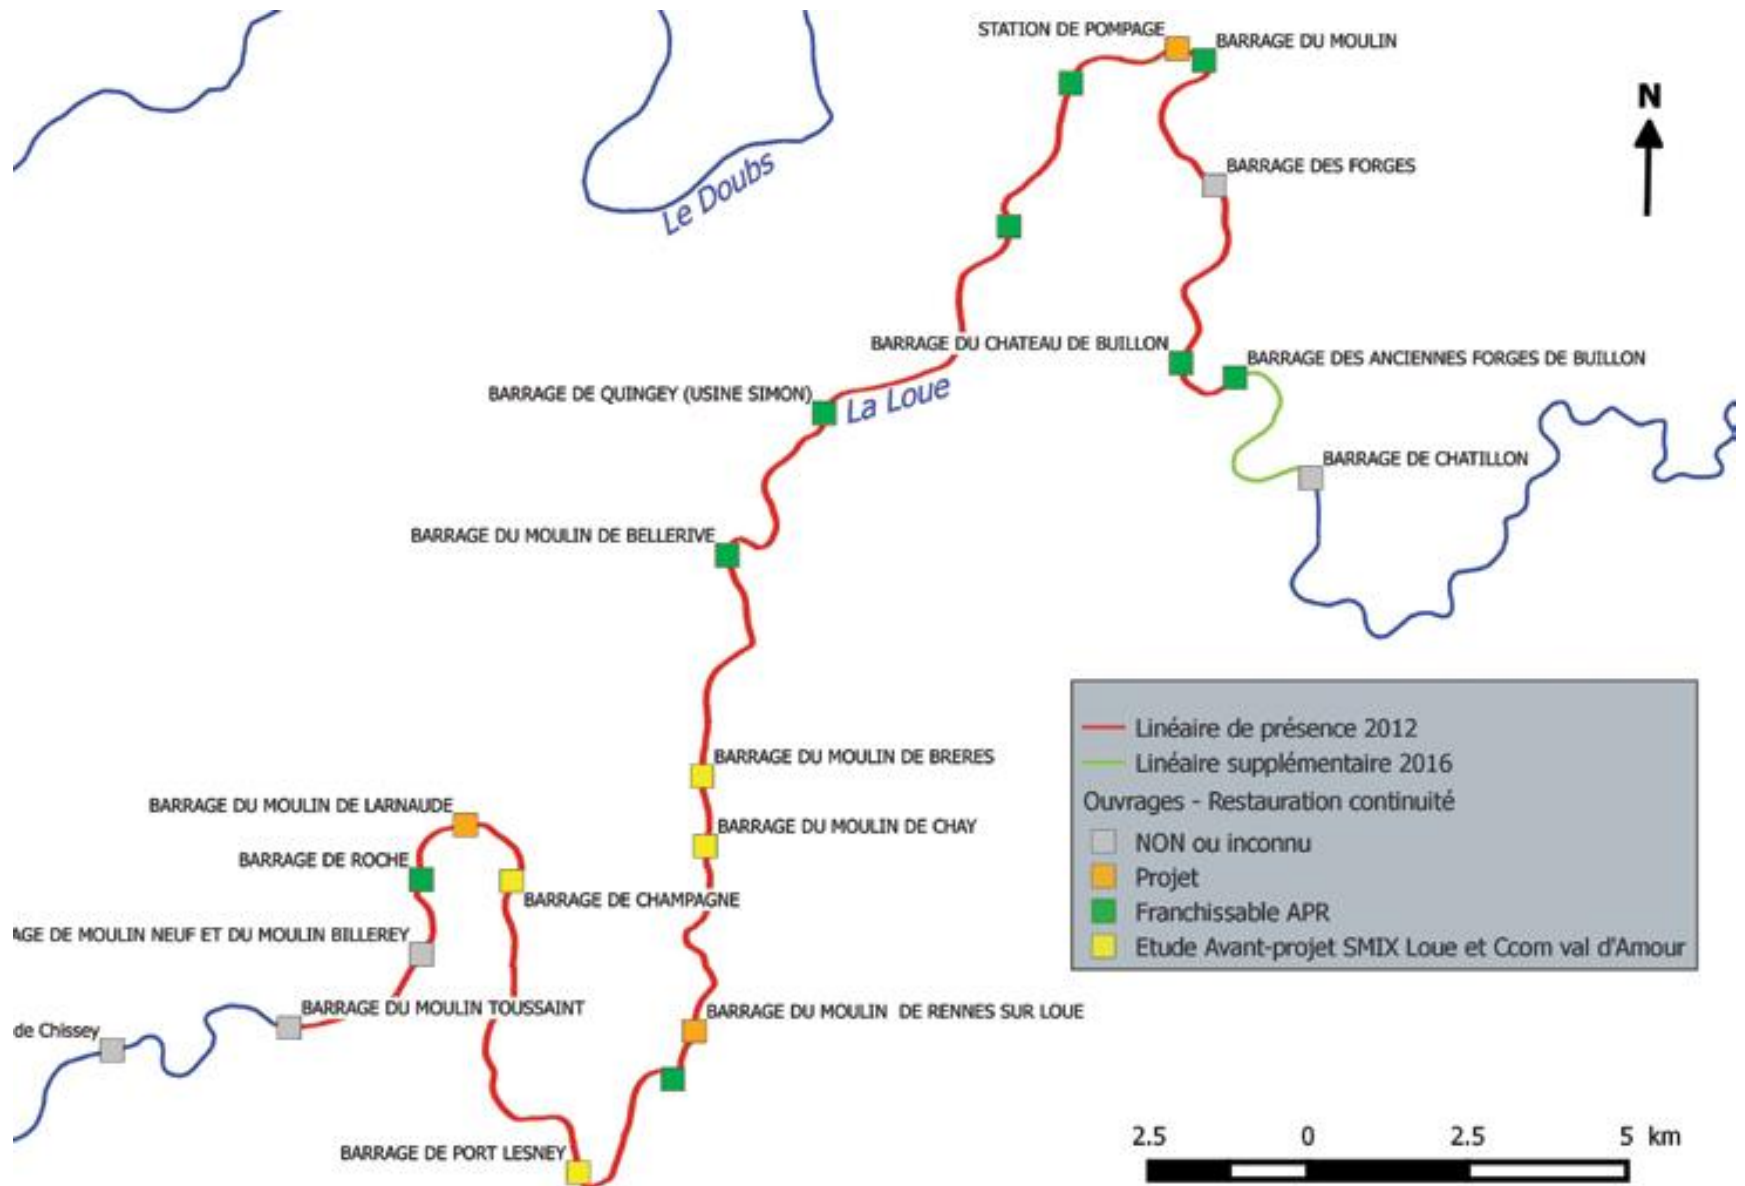 STATION DE POMPAGE
BARRAGE DU MOULIN
N
BARRAGE DES FORGES
Le Doubs
BARRAGE DU CHATEAU DE BUILLON
BARRAGE DES ANCIENNES FORGES DE BUILLON
BARRAGE DE QUINGEY (USINE SIMON)
La Loue
BARRAGE DE CHATILLON
BARRAGE DU MOULIN DE BELLERIVE
Linéaire de présence 2012
Linéaire supplémentaire 2016
Ouvrages - Restauration continuité
NON ou inconnu
Projet
Franchissable APR
Etude Avant-projet SMIX Loue et Ccom val d'Amour
BARRAGE DU MOULIN DE BRERES
BARRAGE DU MOULIN DE LARNAUDE
BARRAGE DU MOULIN DE CHAY
BARRAGE DE ROCHE
BARRAGE DE CHAMPAGNE
AGE DE MOULIN NEUF ET DU MOULIN BILLEREY
BARRAGE DU MOULIN TOUSSAINT
BARRAGE DU MOULIN DE RENNES SUR LOUE
de Chissey
BARRAGE DE PORT LESNEY
2.5 0 2.5 5 km